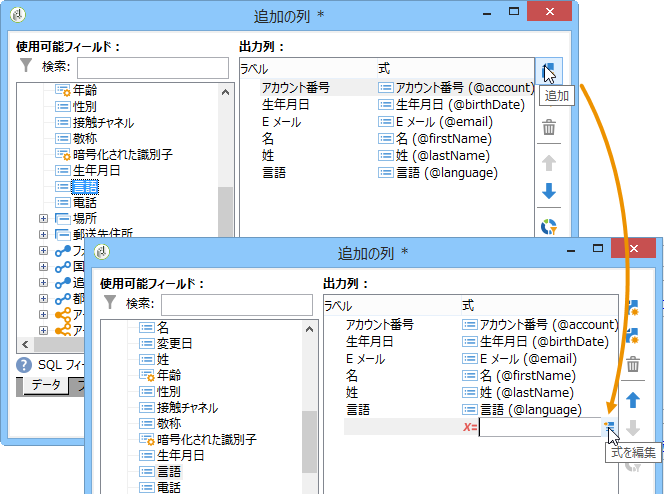 追加の列 *
使用可能フィールド：
検索:
年齢
性別
接触チャネル
敬称
暗号化された識別子
生年月日
言語
電話
場所
郵送先住所
SQL フィー
データ
出力列：
ラベル 式
アカウント番号 アカウント番号 (@account)
生年月日 生年月日 (@birthDate)
E メール E メール (@email)
名 名 (@firstName)
姓 姓 (@lastName)
言語 言語 (@language)
追加
追加の列 *
使用可能フィールド：
検索:
名
変更日
姓
年齢
性別
接触チャネル
敬称
暗号化された識別子
生年月日
言語
電話
出力列：
ラベル 式
アカウント番号 アカウント番号 (@account)
生年月日 生年月日 (@birthDate)
E メール E メール (@email)
名 名 (@firstName)
姓 姓 (@lastName)
言語 言語 (@language)
X=
式を編集